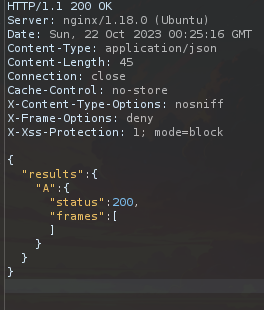 HTTP/1.1 200 OK
Server: nginx/1.18.0 (Ubuntu)
Date: Sun, 22 Oct 2023 00:25:16 GMT
Content-Type: application/json
Content-Length: 45
Connection: close
Cache-Control: no-store
X-Content-Type-Options: nosniff
X-Frame-Options: deny
X-Xss-Protection: 1; mode=block
{
"results":{
"A":{
"status":200,
"frames":[
]
}
}
}